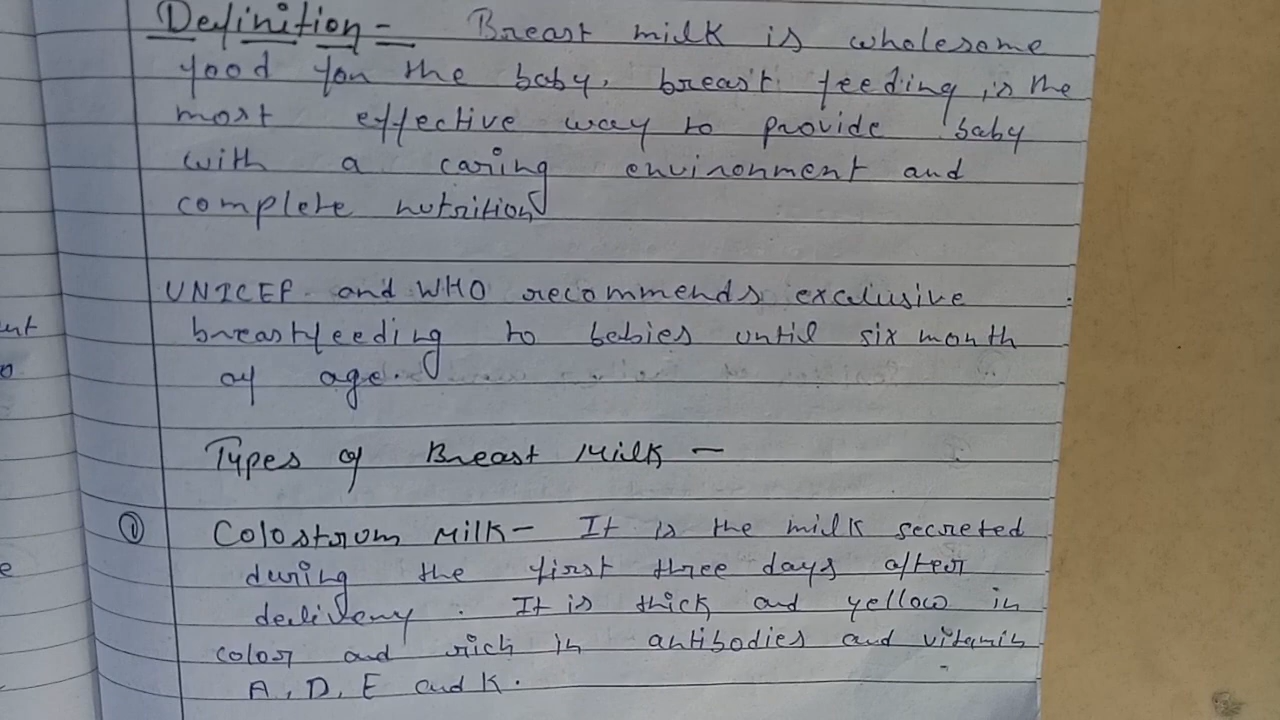 Definition - Breast milk is wholesome
food for the baby. breast feeding is the
most effective way to provide baby
with a caring environment and
complete nutrition
UNICEF and WHO recommends exclusive
breastfeeding to babies until six month
of age.
Types of Breast Milk -
① Colostrum Milk - It is the milk secreted
during the first three days after
delivery. It is thick and yellow in
color and rich in antibodies and vitamin
A, D, E and K.